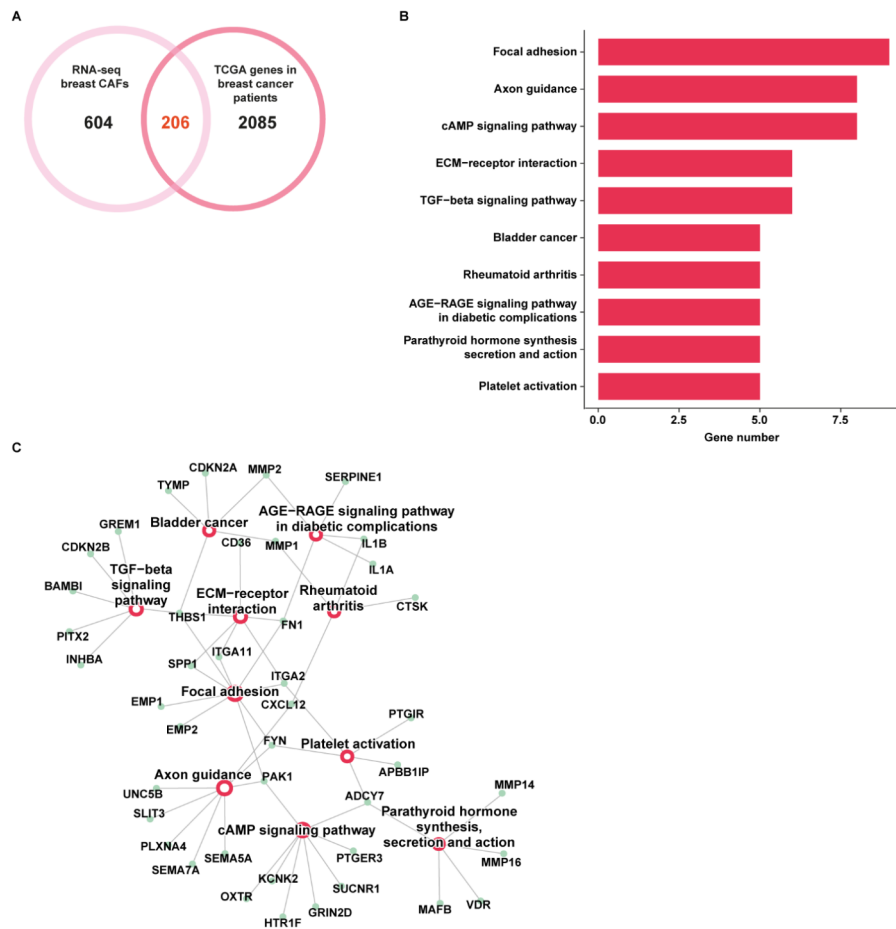 A
RNA-seq
breast CAFs
TCGA genes in
breast cancer
patients
604
206
2085
B
Focal adhesion
Axon guidance
cAMP signaling pathway
ECM−receptor interaction
TGF−beta signaling pathway
Bladder cancer
Rheumatoid arthritis
AGE−RAGE signaling pathway
in diabetic complications
Parathyroid hormone synthesis
secretion and action
Platelet activation
0.0
2.5
5.0
7.5
Gene number
C
CDKN2A
MMP2
SERPINE1
TYMP
GREM1
Bladder cancer
AGE-RAGE signaling pathway
in diabetic complications
CD36
MMP1
IL1B
CDKN2B
IL1A
TGF-beta
signaling
pathway
ECM-receptor
interaction
Rheumatoid
arthritis
BAMBI
CTSK
THBS1
FN1
PITX2
INHBA
SPP1
ITGA11
ITGA2
Focal adhesion
CXCL12
EMP1
EMP2
PTGIR
FYN
Platelet activation
APBB1IP
Axon guidance
PAK1
UNC5B
ADCY7
MMP14
SLIT3
cAMP signaling pathway
Parathyroid hormone
synthesis,
secretion and action
PLXNA4
SEMA5A
PTGER3
MMP16
SEMA7A
KCNK2
SUCNR1
OXTR
GRIN2D
HTR1F
MAFB
VDR